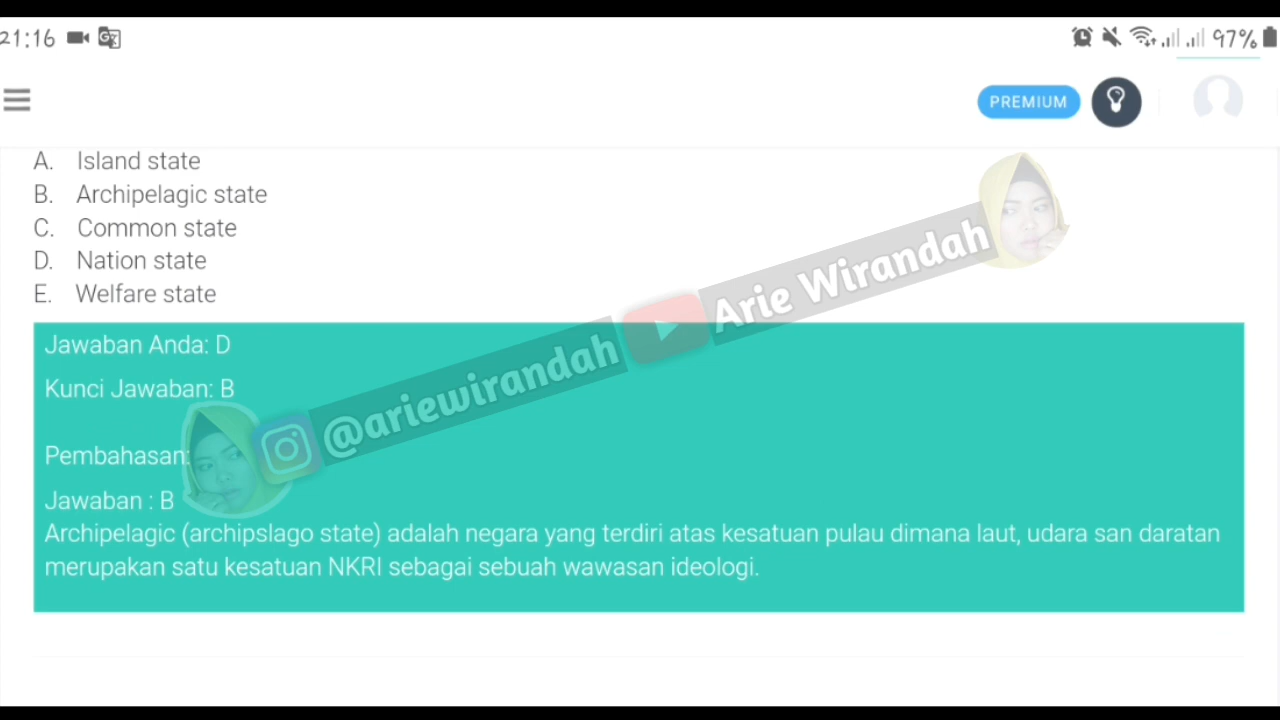 21:16
97%
PREMIUM
A. Island state
B. Archipelagic state
C. Common state
D. Nation state
E. Welfare state
Arie Wirandah
@ariewirandah
Jawaban Anda: D
Kunci Jawaban: B
Pembahasan:
Jawaban : B
Archipelagic (archipslago state) adalah negara yang terdiri atas kesatuan pulau dimana laut, udara san daratan
merupakan satu kesatuan NKRI sebagai sebuah wawasan ideologi.